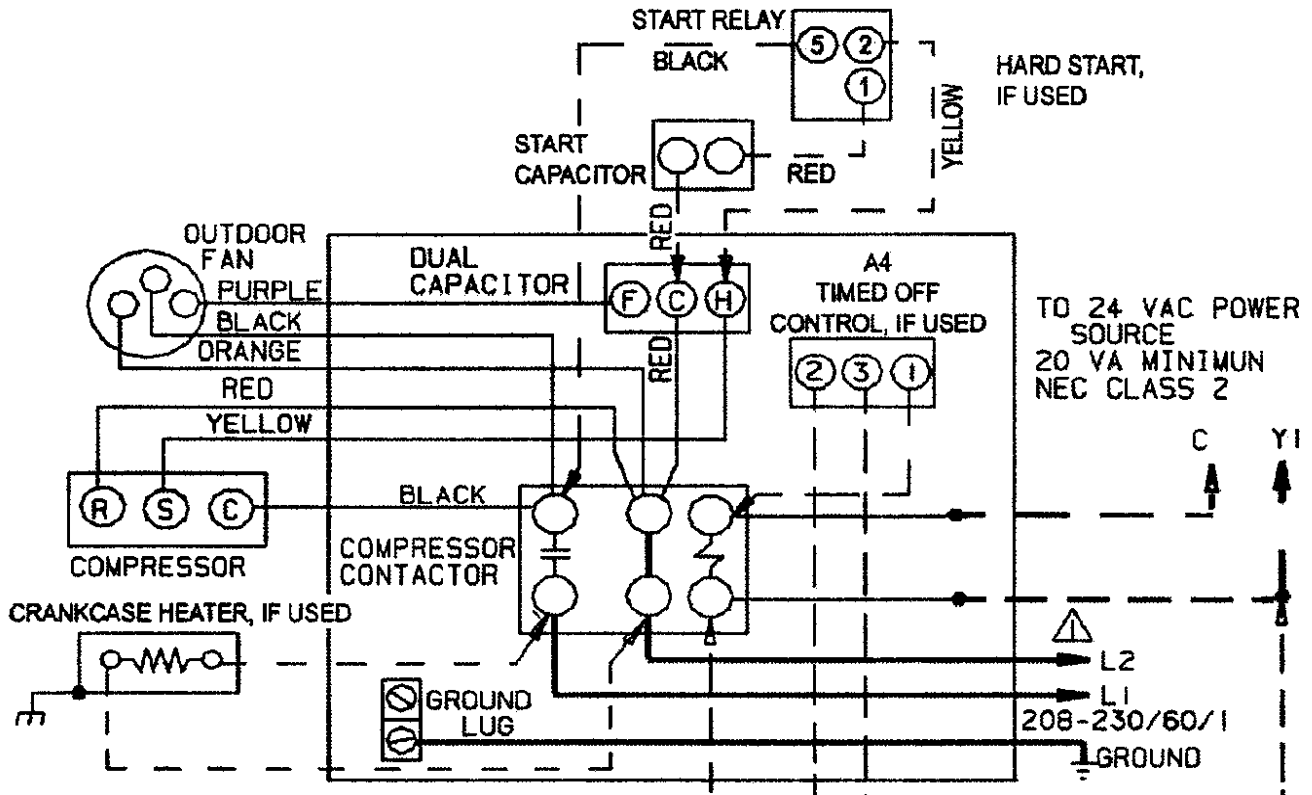 START RELAY
BLACK
5
2
1
HARD START,
IF USED
YELLOW
START
CAPACITOR
RED
RED
OUTDOOR
FAN
DUAL
CAPACITOR
F
C
H
A4
TIMED OFF
CONTROL, IF USED
2
3
1
TO 24 VAC POWER
SOURCE
20 VA MINIMUN
NEC CLASS 2
C
Y1
PURPLE
BLACK
ORANGE
RED
RED
YELLOW
R
S
C
COMPRESSOR
BLACK
COMPRESSOR
CONTACTOR
CRANKCASE HEATER, IF USED
GROUND
LUG
1
L2
L1
208-230/60/1
GROUND